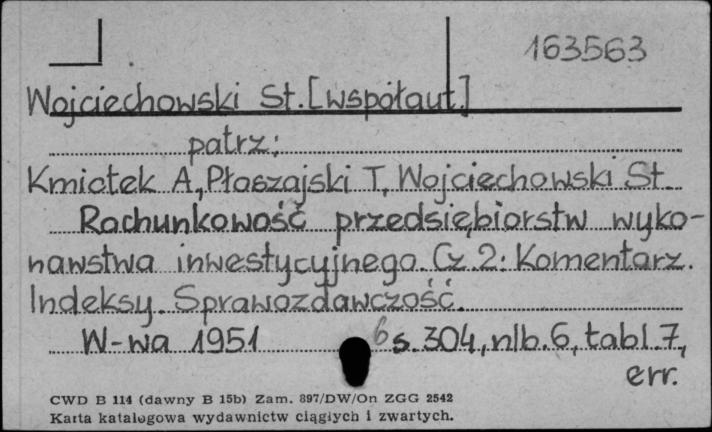 163563
Wojciechowski St. [współaut]
patrz:
Kmiotek A., Płoszajski T., Wojciechowski St.
Rachunkowość przedsiębiorstw wyko-
nawstwa inwestycyjnego. Cz. 2: Komentarz.
Indeksy. Sprawozdawczość.
W-wa 1951 6 s. 304, nlb. 6, tabl. 7,
err.
CWD B 114 (dawny B 15b) Zam. 897/DW/On ZGG 2542
Karta katalogowa wydawnictw ciągłych i zwartych.